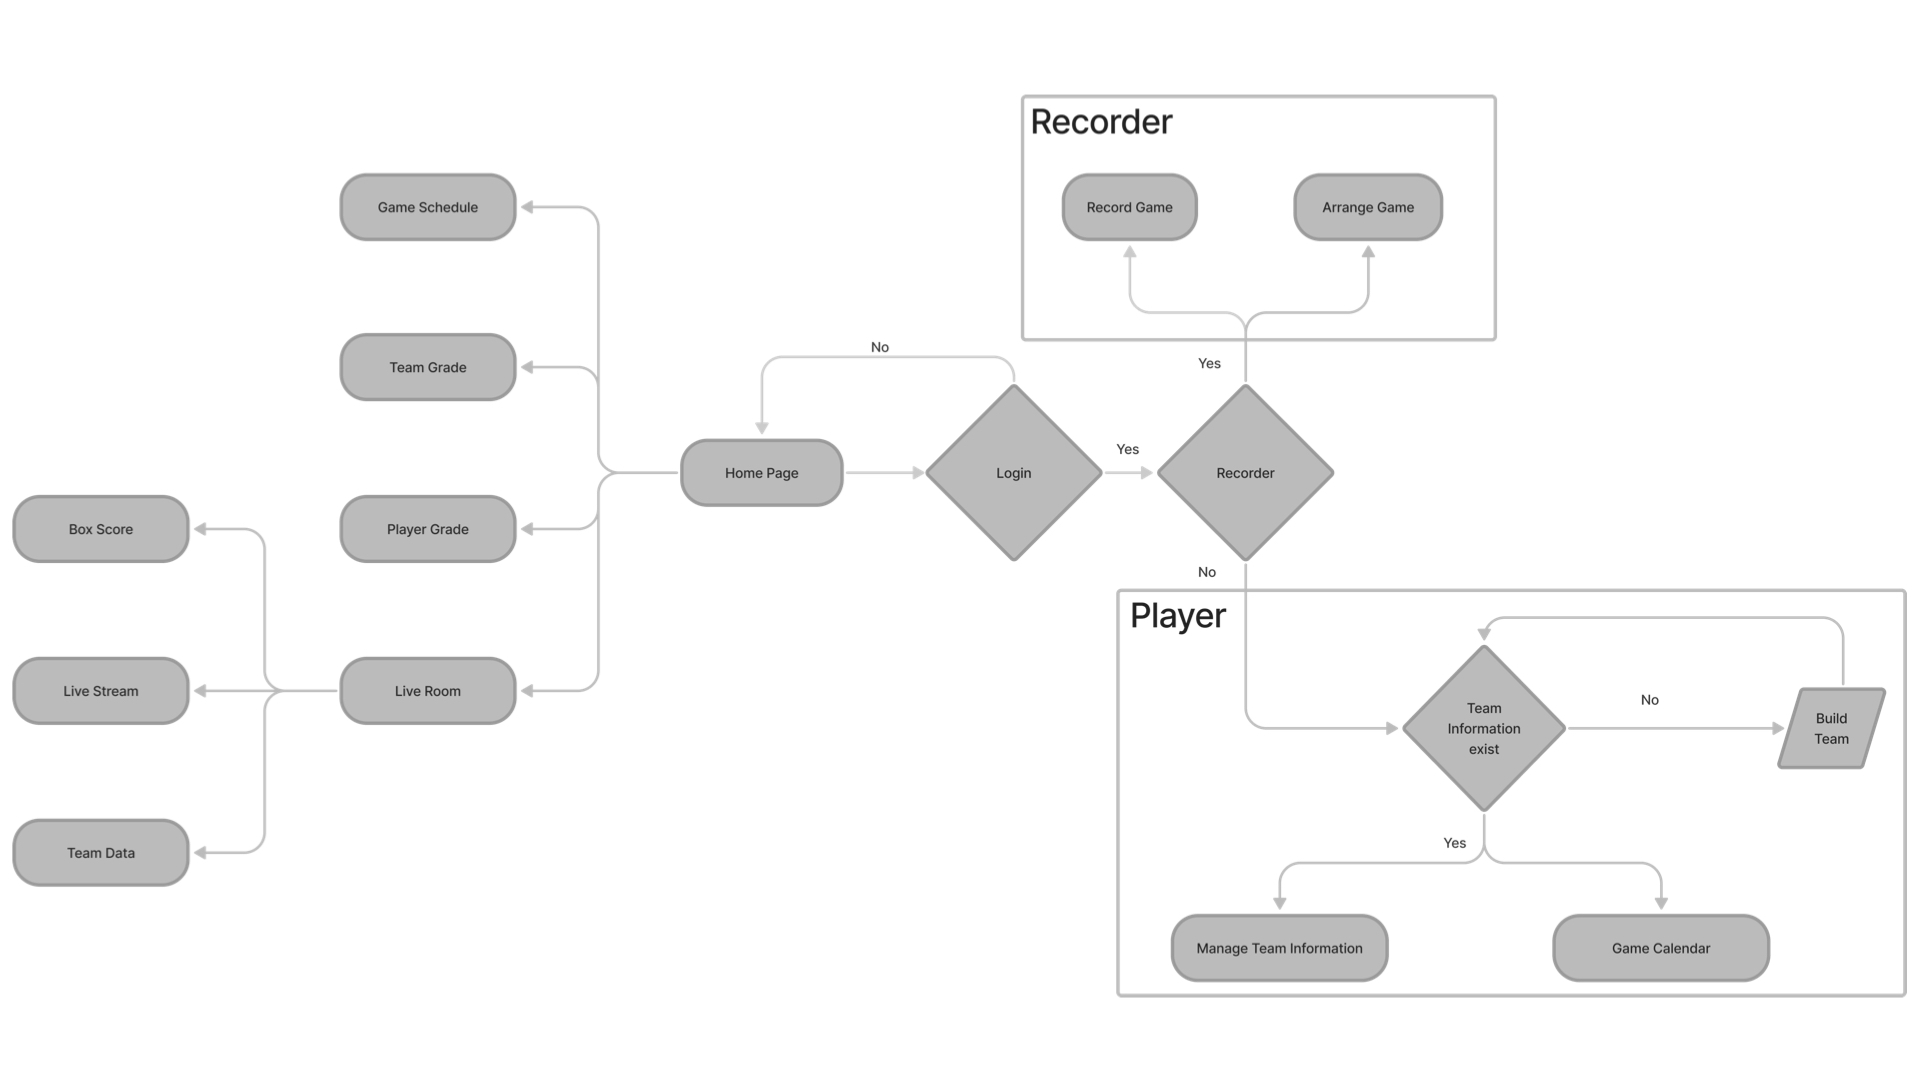 Recorder
Record Game
Arrange Game
Game Schedule
Team Grade
No
Yes
Home Page
Login
Yes
Recorder
Box Score
Player Grade
No
Player
Live Stream
Live Room
Team
Information
exist
No
Build
Team
Team Data
Yes
Manage Team Information
Game Calendar